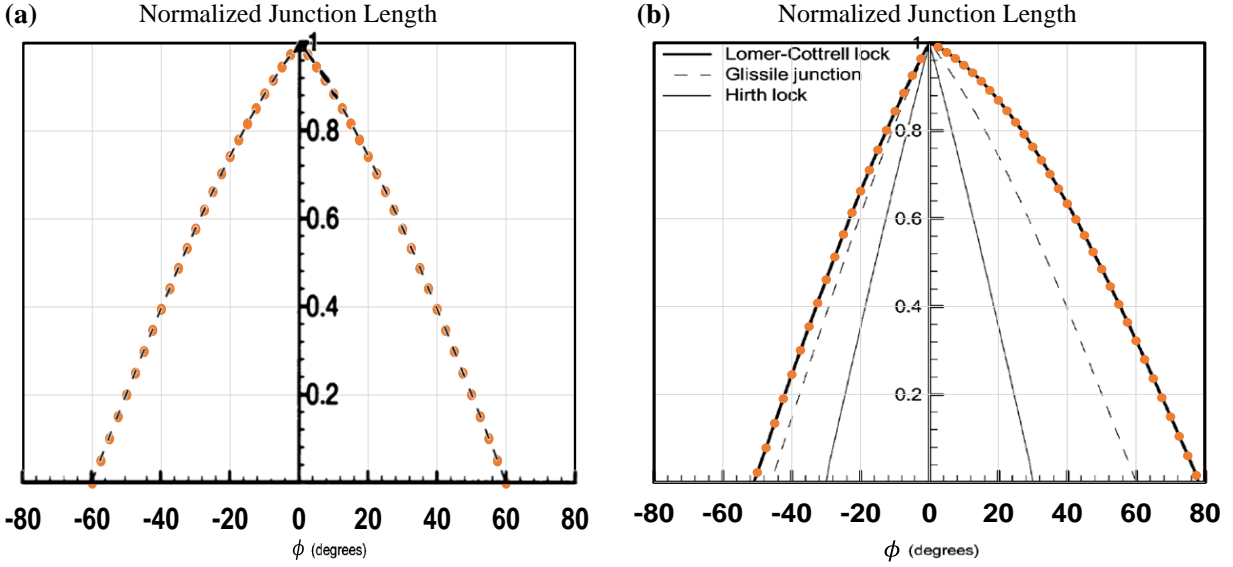 (a) Normalized Junction Length
1
0.8
0.6
0.4
0.2
-80 -60 -40 -20 0 20 40 60 80
ϕ (degrees)
(b) Normalized Junction Length
Lomer-Cottrell lock
Glissile junction
Hirth lock
1
0.8
0.6
0.4
0.2
-80 -60 -40 -20 0 20 40 60 80
ϕ (degrees)